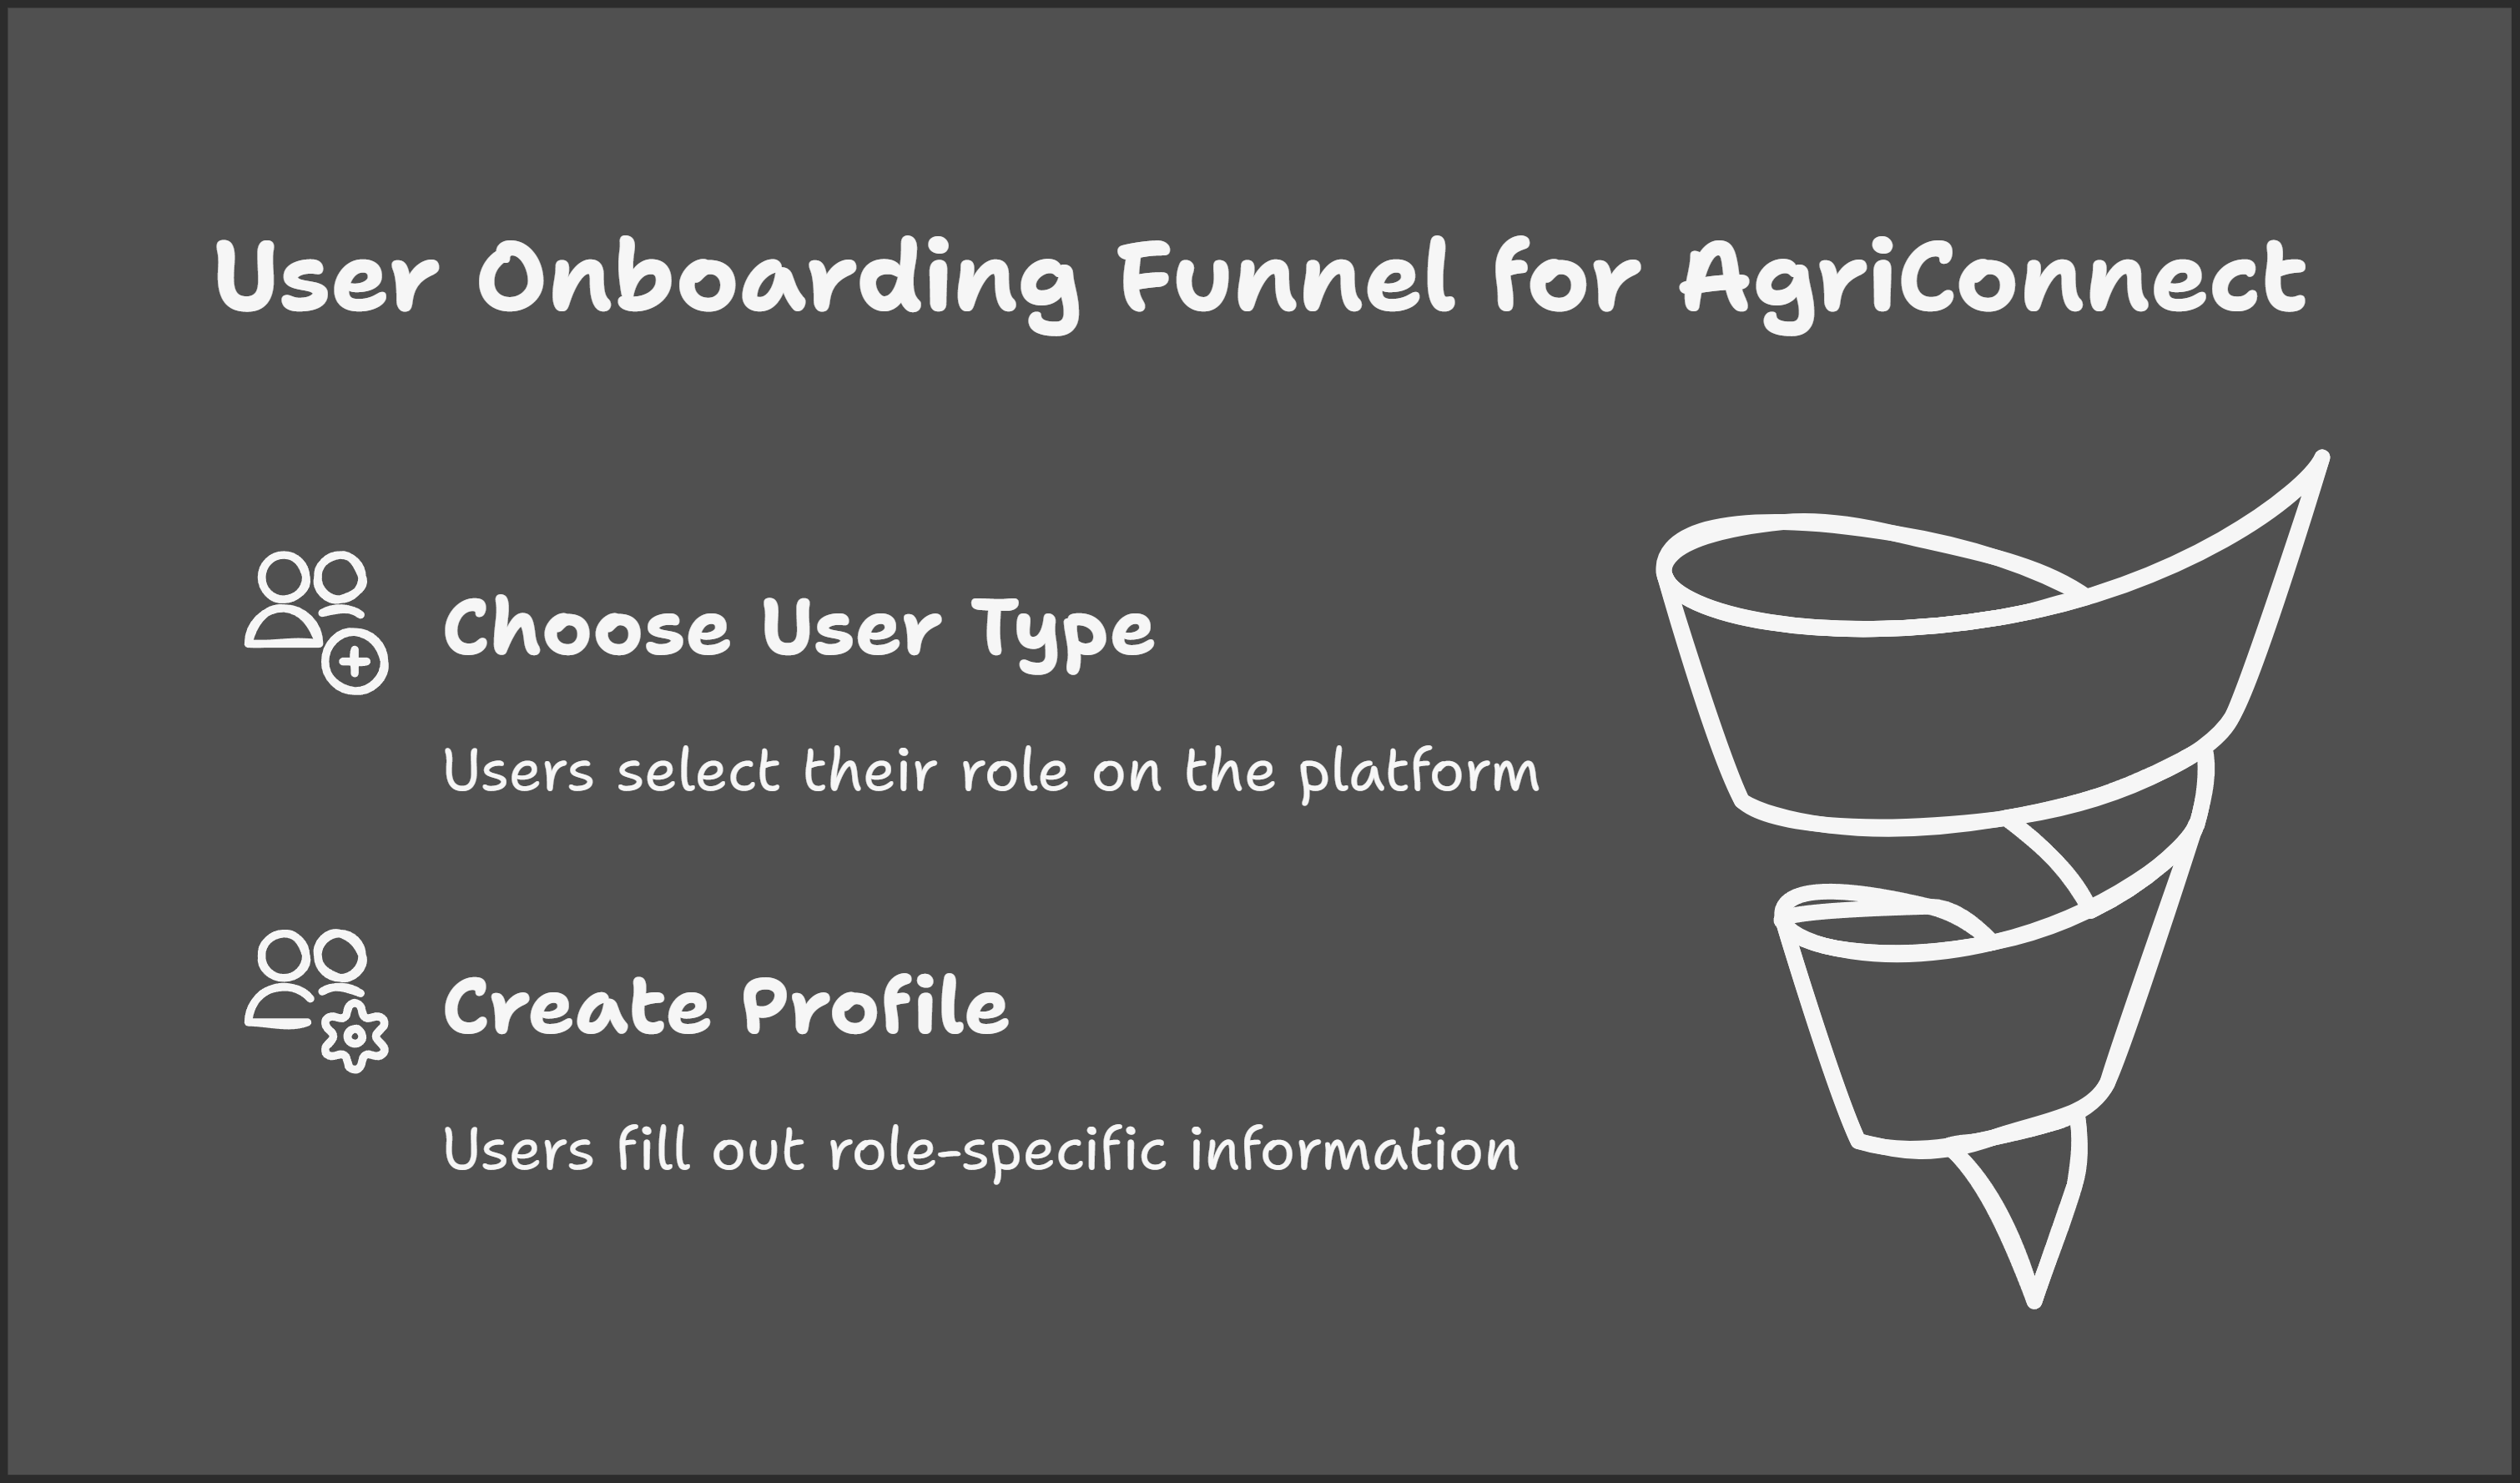 User Onboarding Funnel for AgriConnect
Choose User Type
Users select their role on the platform
Create Profile
Users fill out role-specific information